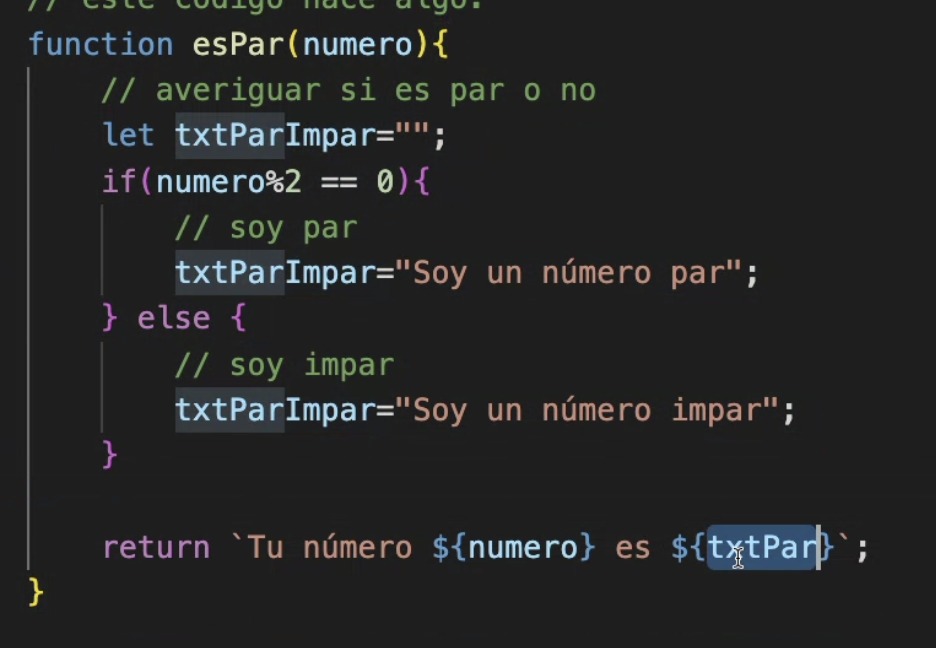 // este código hace algo.
function esPar(numero){
// averiguar si es par o no
let txtParImpar="";
if(numero%2 == 0){
// soy par
txtParImpar="Soy un número par";
} else {
// soy impar
txtParImpar="Soy un número impar";
}
return `Tu número ${numero} es ${txtPar}`;
}